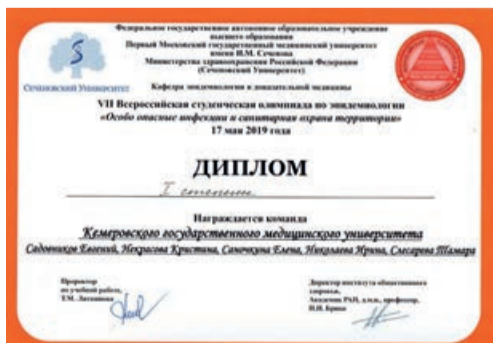 Федеральное государственное автономное образовательное учреждение
высшего образования
Первый Московский государственный медицинский университет
имени И.М. Сеченова
Министерства здравоохранения Российской Федерации
(Сеченовский Университет)
Сеченовский Университет
Кафедра эпидемиологии и доказательной медицины
VII Всероссийская студенческая олимпиада по эпидемиологии
«Особо опасные инфекции и санитарная охрана территории»
17 мая 2019 года
ДИПЛОМ
I степени
Награждается команда
Кемеровского государственного медицинского университета
Садовников Евгений, Некрасова Кристина, Саночкина Елена, Николаева Ирина, Слесарева Тамара
Проректор
по учебной работе,
Т.М. Литвинова
Директор института общественного
здоровья,
Академик РАН, д.м.н., профессор,
Н.И. Брико